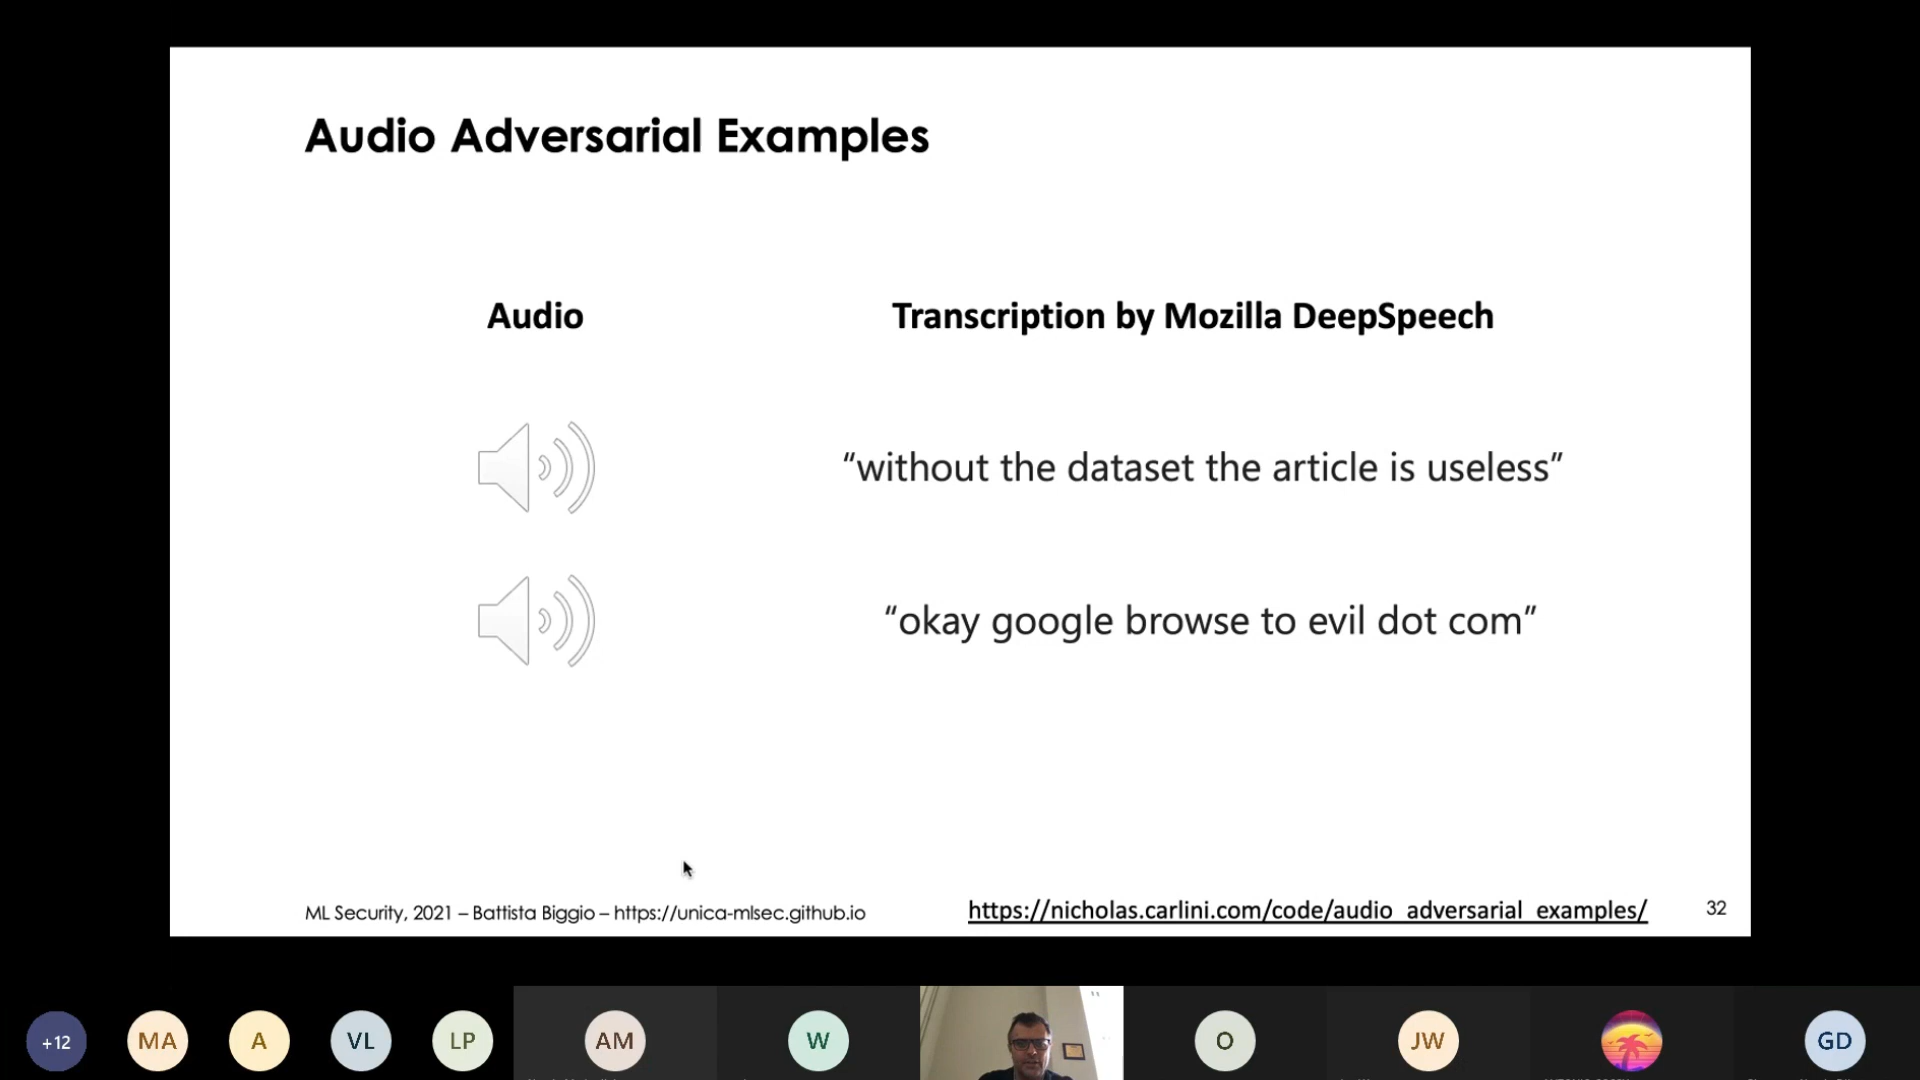 Audio Adversarial Examples
Audio
Transcription by Mozilla DeepSpeech
“without the dataset the article is useless”
“okay google browse to evil dot com”
ML Security, 2021 – Battista Biggio – https://unica-mlsec.github.io
https://nicholas.carlini.com/code/audio_adversarial_examples/
32
+12
MA
A
VL
LP
AM
W
O
JW
GD